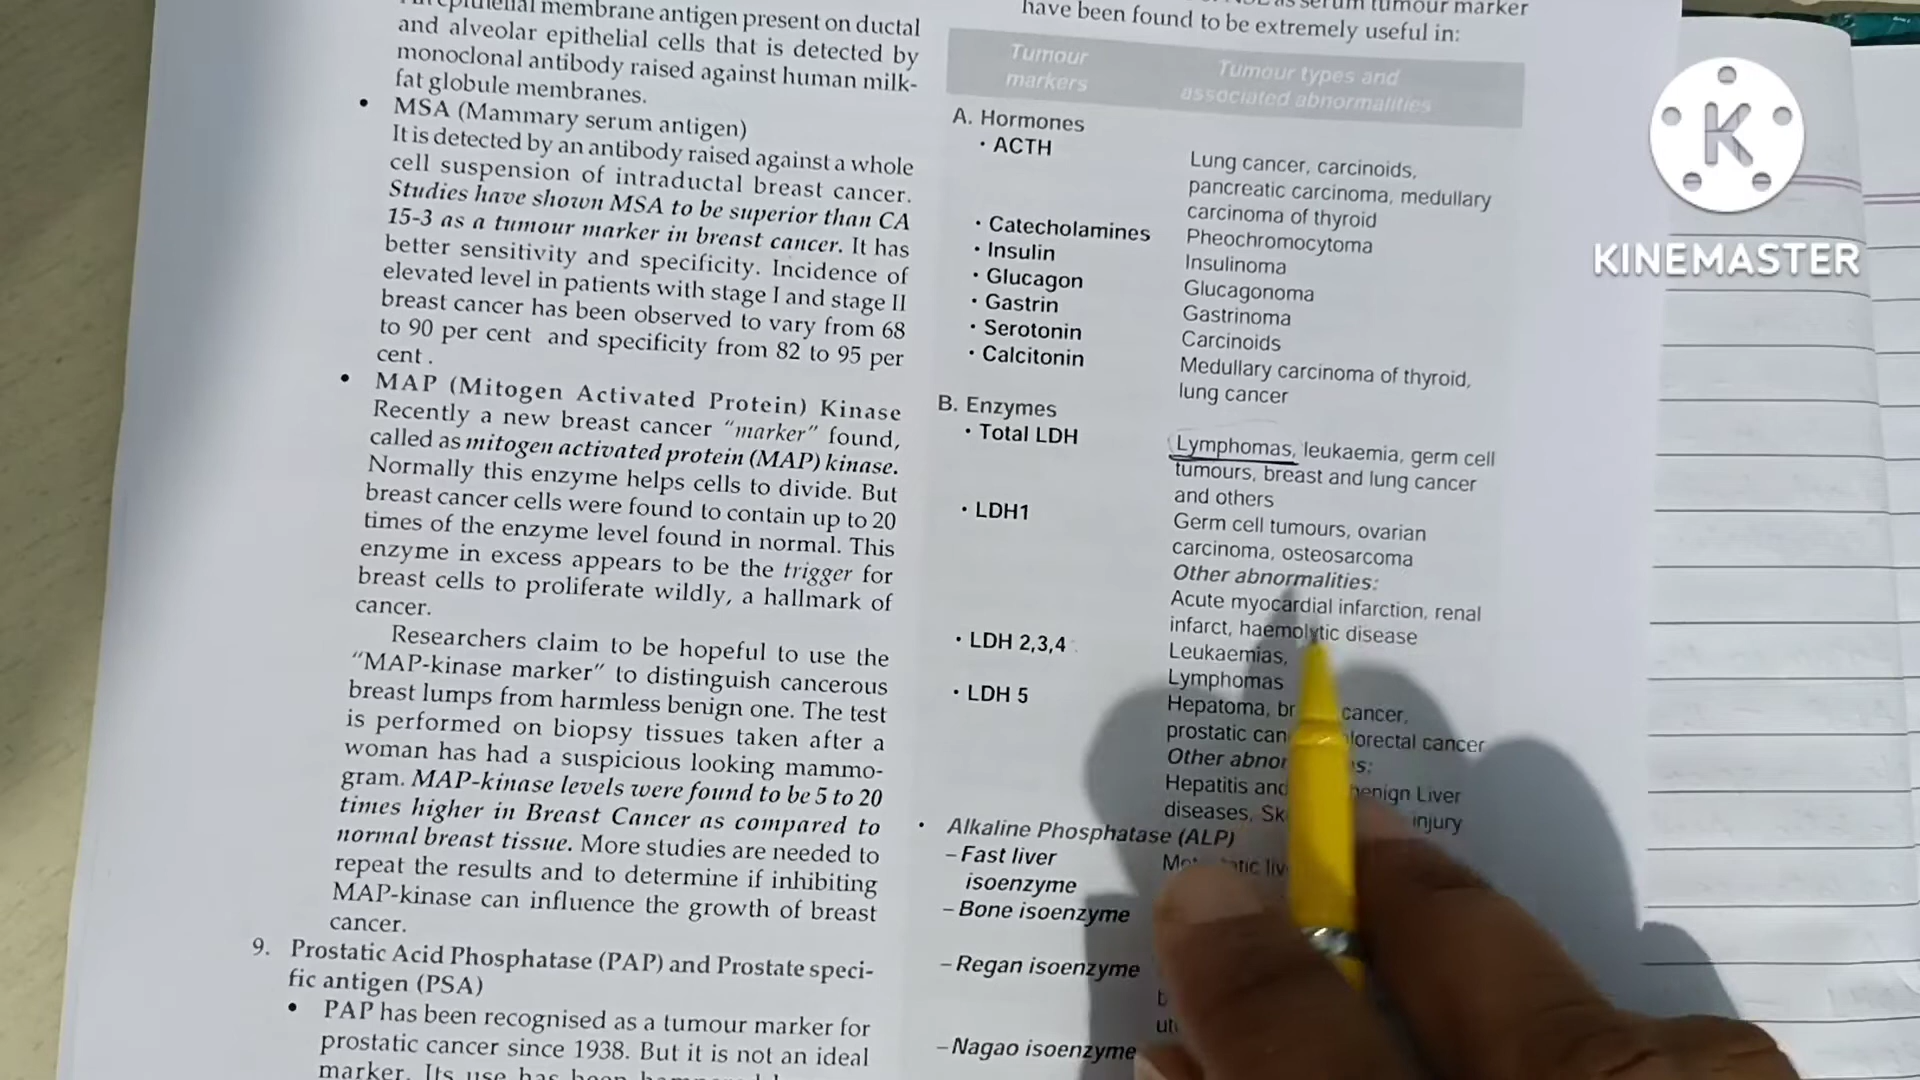 epithelial membrane antigen present on ductal
and alveolar epithelial cells that is detected by
monoclonal antibody raised against human milk-
fat globule membranes.
• MSA (Mammary serum antigen)
It is detected by an antibody raised against a whole
cell suspension of intraductal breast cancer.
Studies have shown MSA to be superior than CA
15-3 as a tumour marker in breast cancer. It has
better sensitivity and specificity. Incidence of
elevated level in patients with stage I and stage II
breast cancer has been observed to vary from 68
to 90 per cent and specificity from 82 to 95 per
cent.
• MAP (Mitogen Activated Protein) Kinase
Recently a new breast cancer "marker" found,
called as mitogen activated protein (MAP) kinase.
Normally this enzyme helps cells to divide. But
breast cancer cells were found to contain up to 20
times of the enzyme level found in normal. This
enzyme in excess appears to be the trigger for
breast cells to proliferate wildly, a hallmark of
cancer.
Researchers claim to be hopeful to use the
"MAP-kinase marker" to distinguish cancerous
breast lumps from harmless benign one. The test
is performed on biopsy tissues taken after a
woman has had a suspicious looking mammo-
gram. MAP-kinase levels were found to be 5 to 20
times higher in Breast Cancer as compared to
normal breast tissue. More studies are needed to
repeat the results and to determine if inhibiting
MAP-kinase can influence the growth of breast
cancer.
9. Prostatic Acid Phosphatase (PAP) and Prostate speci-
fic antigen (PSA)
• PAP has been recognised as a tumour marker for
prostatic cancer since 1938. But it is not an ideal
marker. Its use has been
as serum tumour marker
have been found to be extremely useful in:
Tumour markers
Tumour types and
associated abnormalities
A. Hormones
• ACTH
Lung cancer, carcinoids,
pancreatic carcinoma, medullary
carcinoma of thyroid
• Catecholamines
Pheochromocytoma
• Insulin
Insulinoma
• Glucagon
Glucagonoma
• Gastrin
Gastrinoma
• Serotonin
Carcinoids
• Calcitonin
Medullary carcinoma of thyroid,
lung cancer
B. Enzymes
• Total LDH
Lymphomas, leukaemia, germ cell
tumours, breast and lung cancer
and others
• LDH1
Germ cell tumours, ovarian
carcinoma, osteosarcoma
Other abnormalities:
Acute myocardial infarction, renal
infarct, haemolytic disease
• LDH 2,3,4
Leukaemias,
Lymphomas
• LDH 5
Hepatoma, cancer,
prostatic colorectal cancer
Other
Hepatitis and benign Liver
diseases, injury
• Alkaline Phosphatase (ALP)
– Fast liver
isoenzyme
– Bone isoenzyme
– Regan isoenzyme
– Nagao isoenzyme
K
KINEMASTER